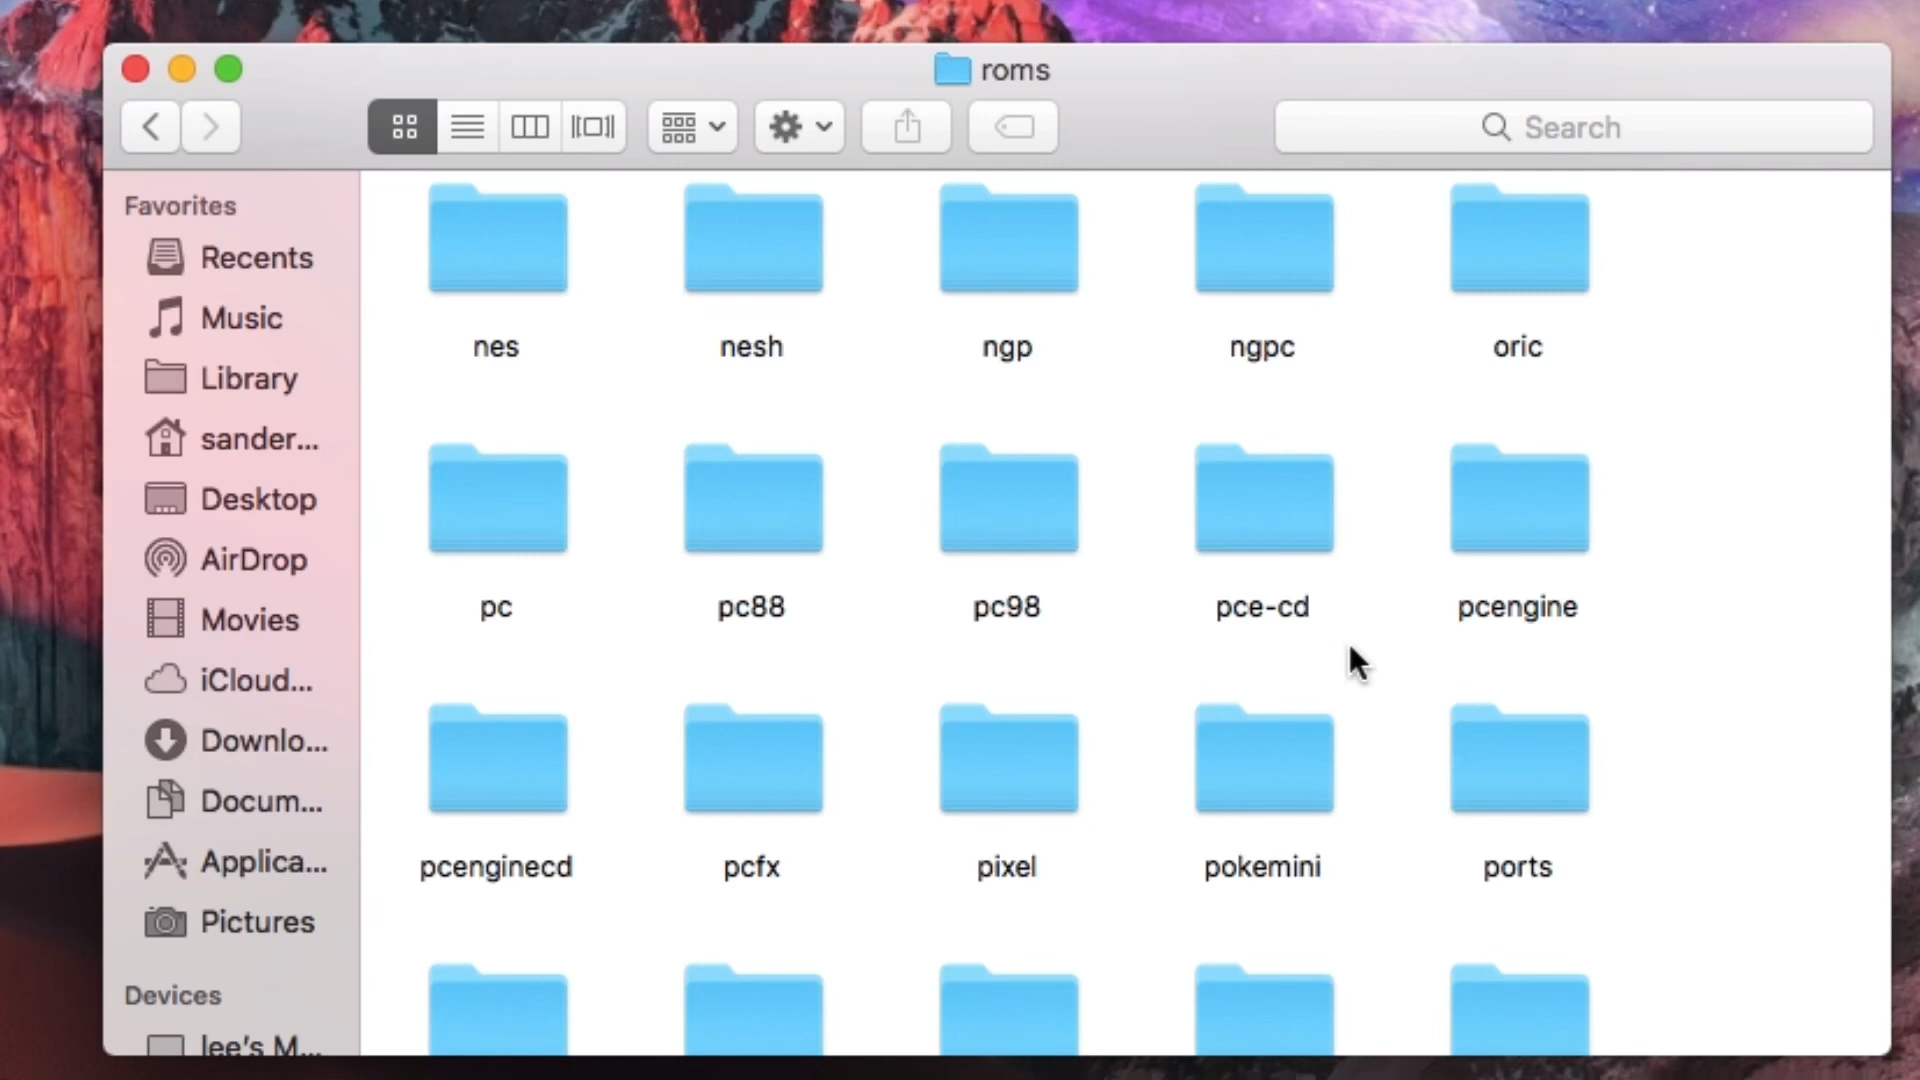 roms
Search
Favorites
Recents
Music
Library
sander...
Desktop
AirDrop
Movies
iCloud...
Downlo...
Docum...
Applica...
Pictures
Devices
lee's M...
nes nesh ngp ngpc oric
pc pc88 pc98 pce-cd pcengine
pcenginecd pcfx pixel pokemini ports